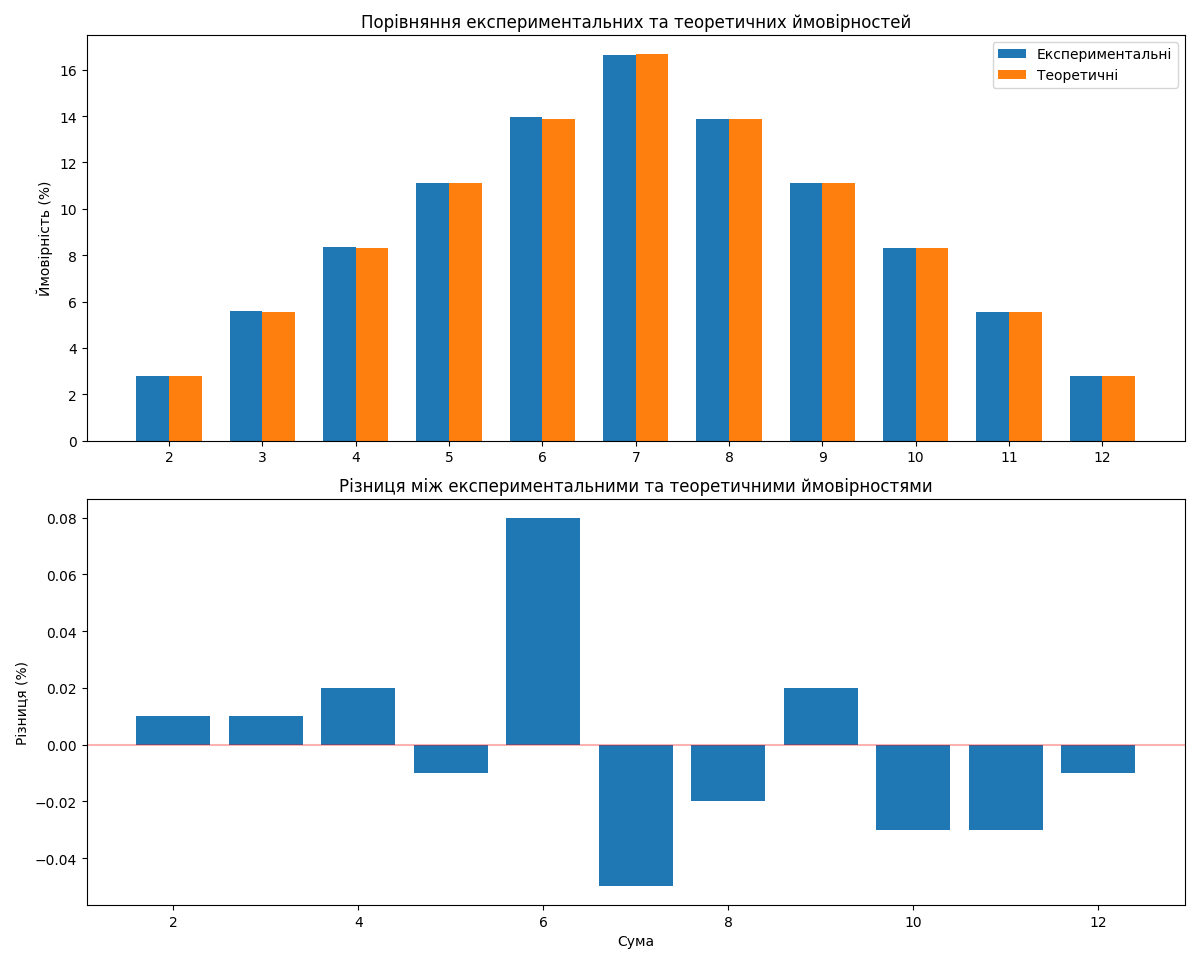 Порівняння експериментальних та теоретичних ймовірностей
Експериментальні
Теоретичні
Ймовірність (%)
16
14
12
10
8
6
4
2
0
2 3 4 5 6 7 8 9 10 11 12
Різниця між експериментальними та теоретичними ймовірностями
Різниця (%)
0.08
0.06
0.04
0.02
0.00
−0.02
−0.04
2 4 6 8 10 12
Сума